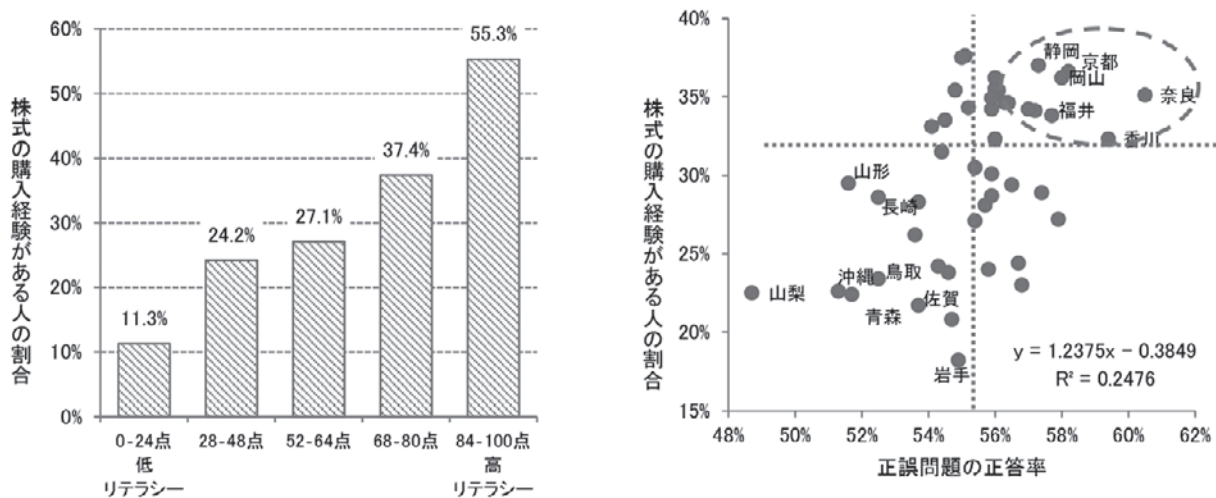 株式の購入経験がある人の割合
60%
50%
40%
30%
20%
10%
0%
11.3%
24.2%
27.1%
37.4%
55.3%
0-24点
28-48点
52-64点
68-80点
84-100点
低
高
リテラシー
リテラシー
株式の購入経験がある人の割合
40%
35%
30%
25%
20%
15%
静岡
京都
岡山
奈良
福井
香川
山形
長崎
沖縄
鳥取
山梨
佐賀
青森
岩手
y = 1.2375x − 0.3849
R² = 0.2476
48%
50%
52%
54%
56%
58%
60%
62%
正誤問題の正答率